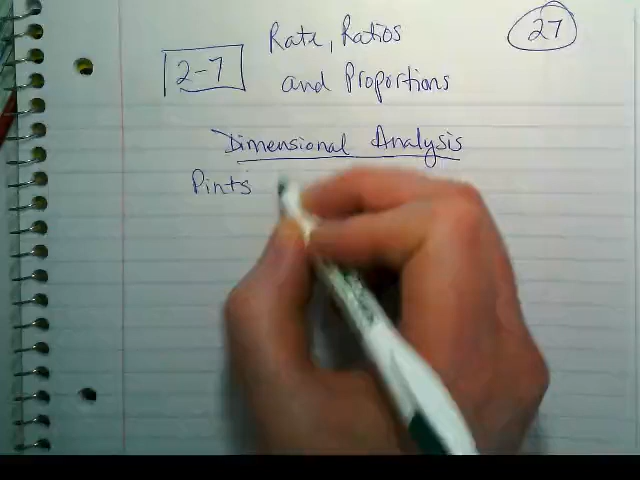 Rate, Ratios
27
2-7
and Proportions
Dimensional Analysis
Pints